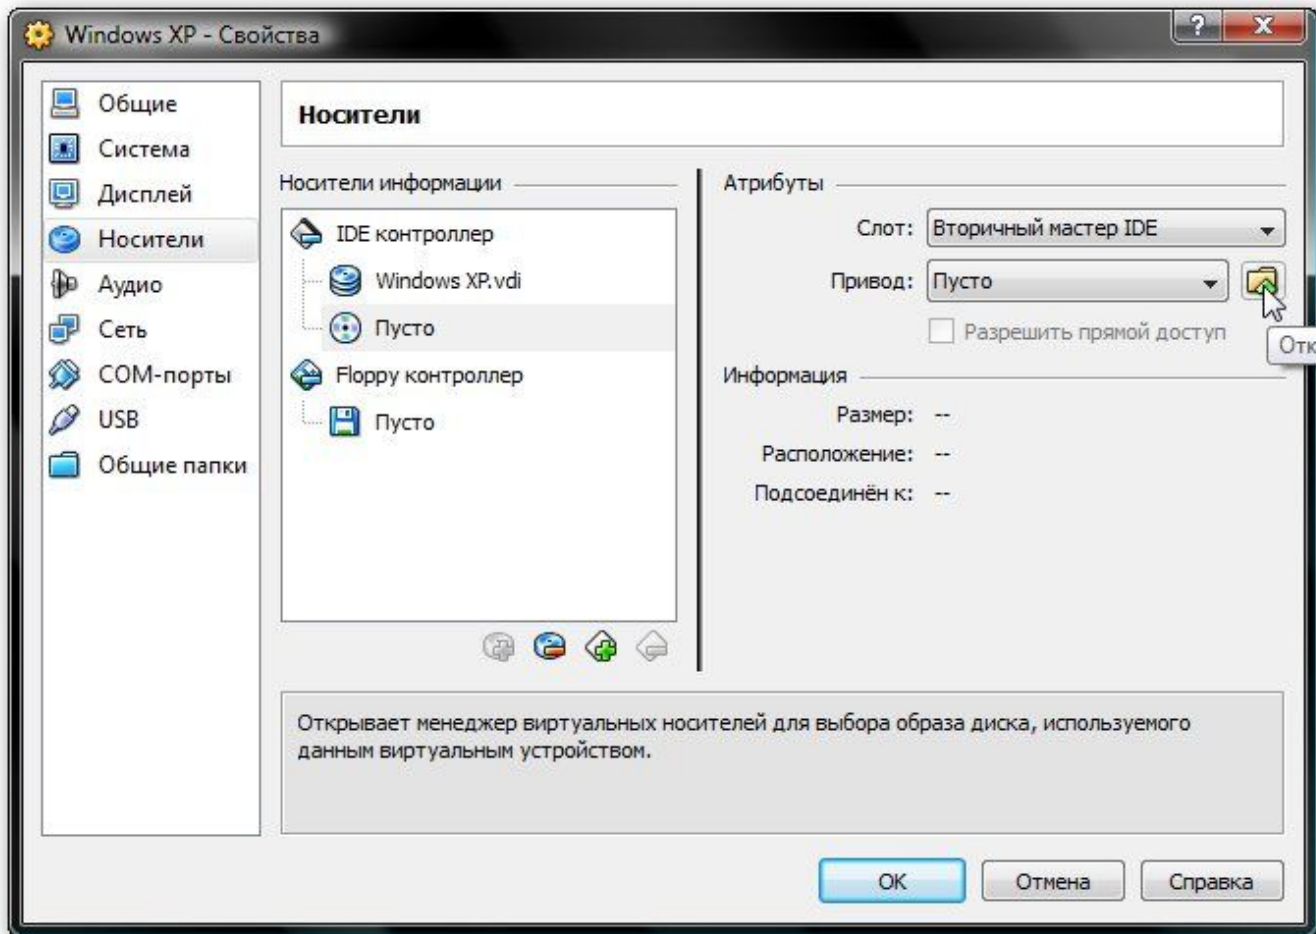 Windows XP - Свойства
Общие
Система
Дисплей
Носители
Аудио
Сеть
COM-порты
USB
Общие папки
Носители
Носители информации
IDE контроллер
Windows XP.vdi
Пусто
Floppy контроллер
Пусто
Атрибуты
Слот: Вторичный мастер IDE
Привод: Пусто
Разрешить прямой доступ
Отк
Информация
Размер: --
Расположение: --
Подсоединён к: --
Открывает менеджер виртуальных носителей для выбора образа диска, используемого
данным виртуальным устройством.
OK Отмена Справка